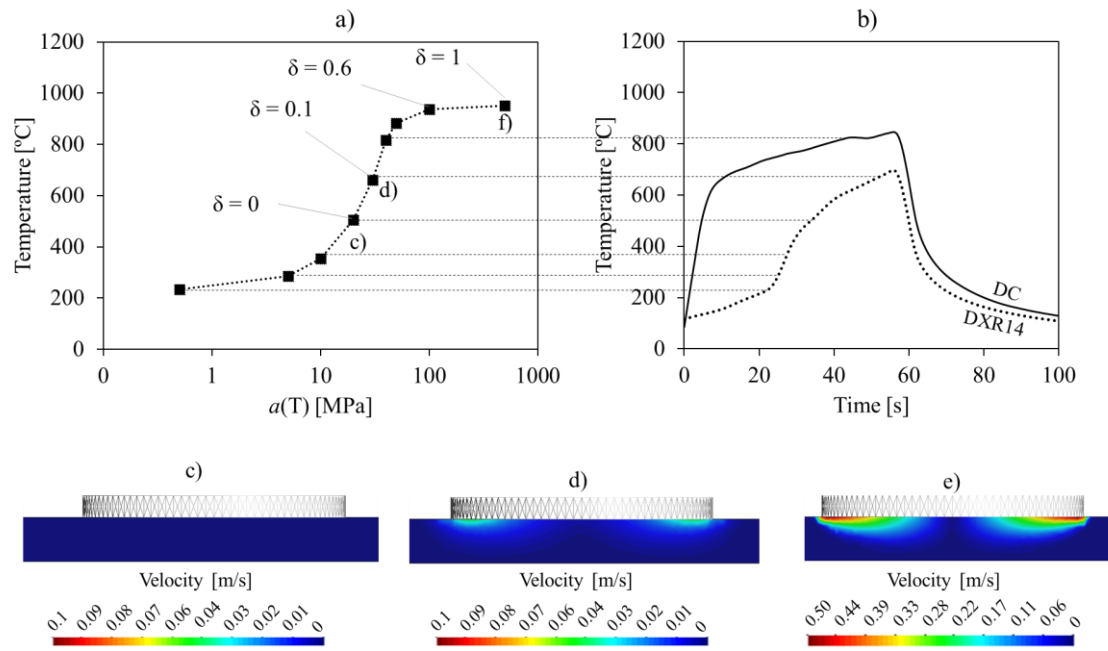 a)
b)
1200
1000
800
600
400
200
0
Temperature [ºC]
δ = 0
δ = 0.1
δ = 0.6
δ = 1
c)
d)
f)
0
1
10
100
1000
a(T) [MPa]
1200
1000
800
600
400
200
0
Temperature [ºC]
DC
DXR14
0
20
40
60
80
100
Time [s]
c)
Velocity [m/s]
0.1
0.09
0.08
0.07
0.06
0.04
0.03
0.02
0.01
0
d)
Velocity [m/s]
0.1
0.09
0.08
0.07
0.06
0.04
0.03
0.02
0.01
0
e)
Velocity [m/s]
0.50
0.44
0.39
0.33
0.28
0.22
0.17
0.11
0.06
0